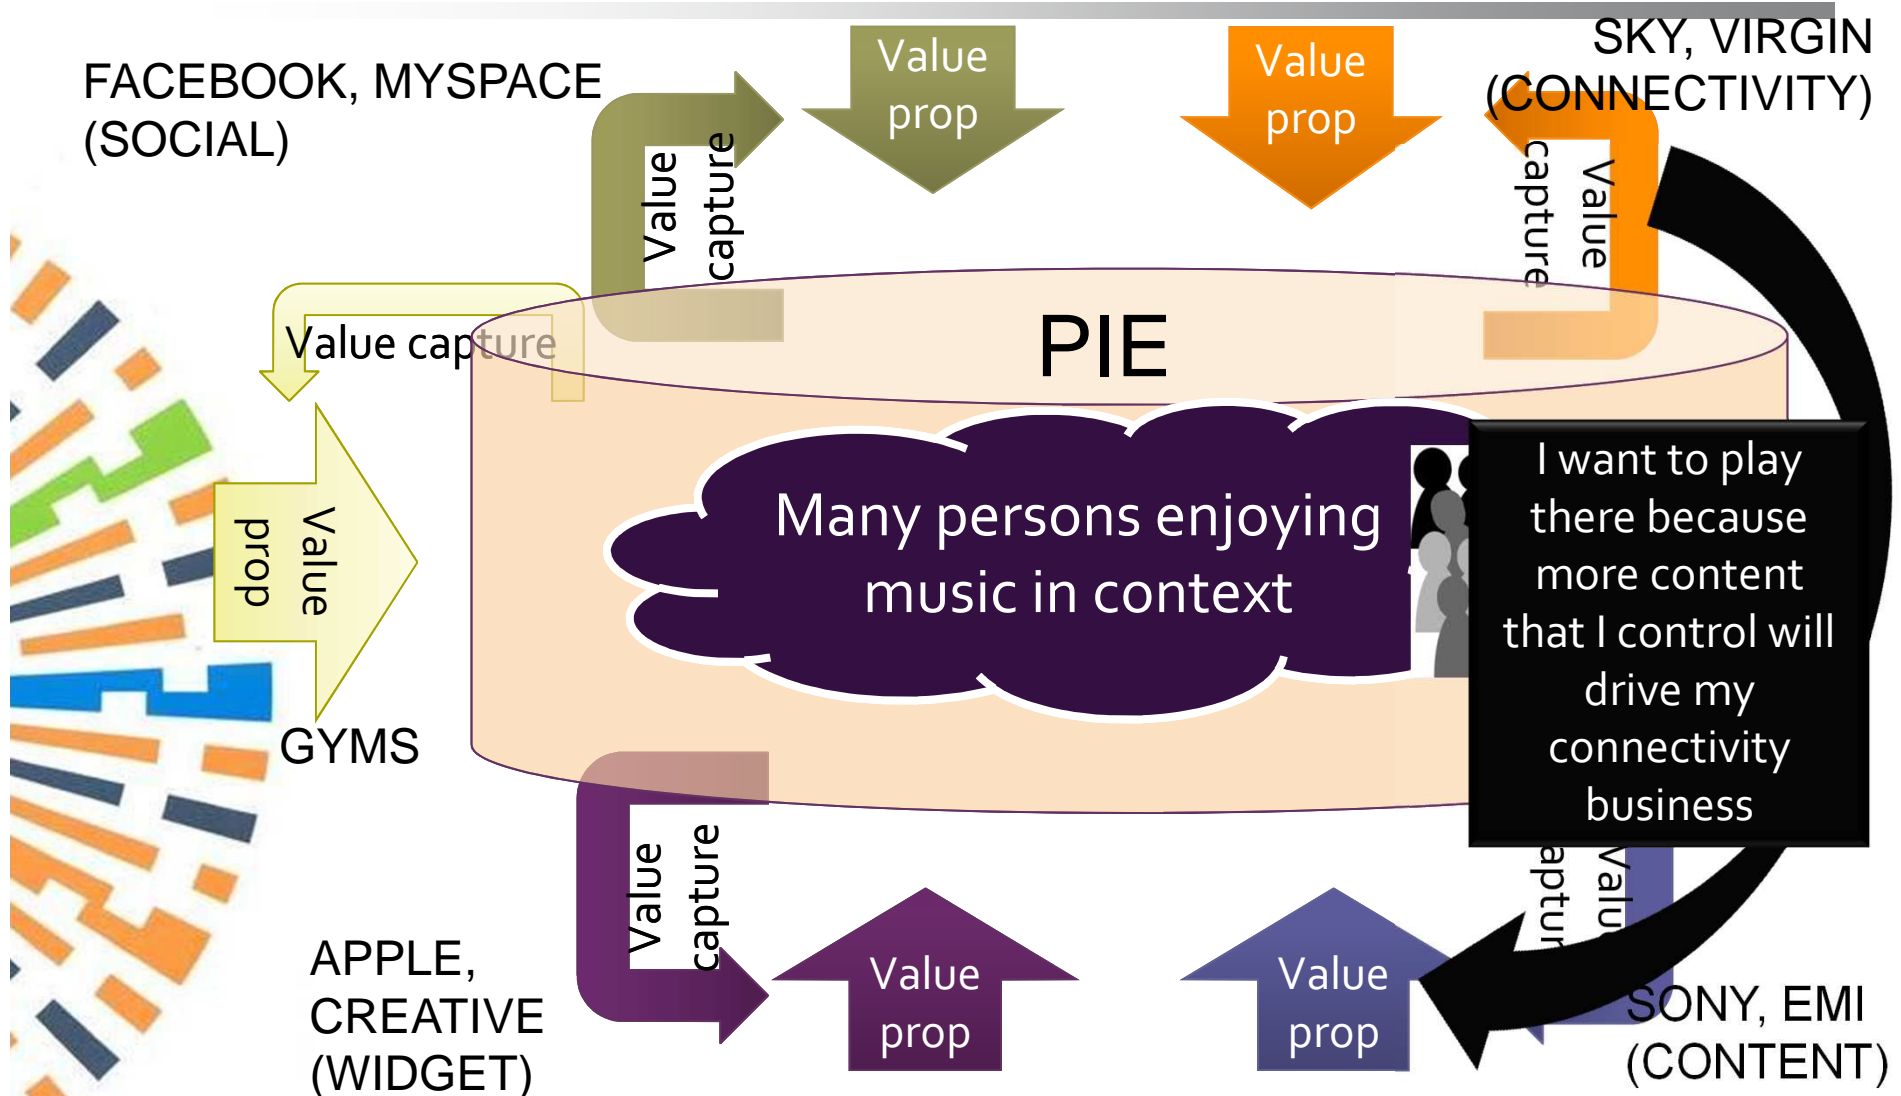 FACEBOOK, MYSPACE
(SOCIAL)
Value
prop
Value
prop
SKY, VIRGIN
(CONNECTIVITY)
Value
capture
Value
capture
Value capture
PIE
Value
prop
GYMS
Many persons enjoying
music in context
I want to play
there because
more content
that I control will
drive my
connectivity
business
Value
capture
Value
prop
Value
prop
APPLE,
CREATIVE
(WIDGET)
SONY, EMI
(CONTENT)